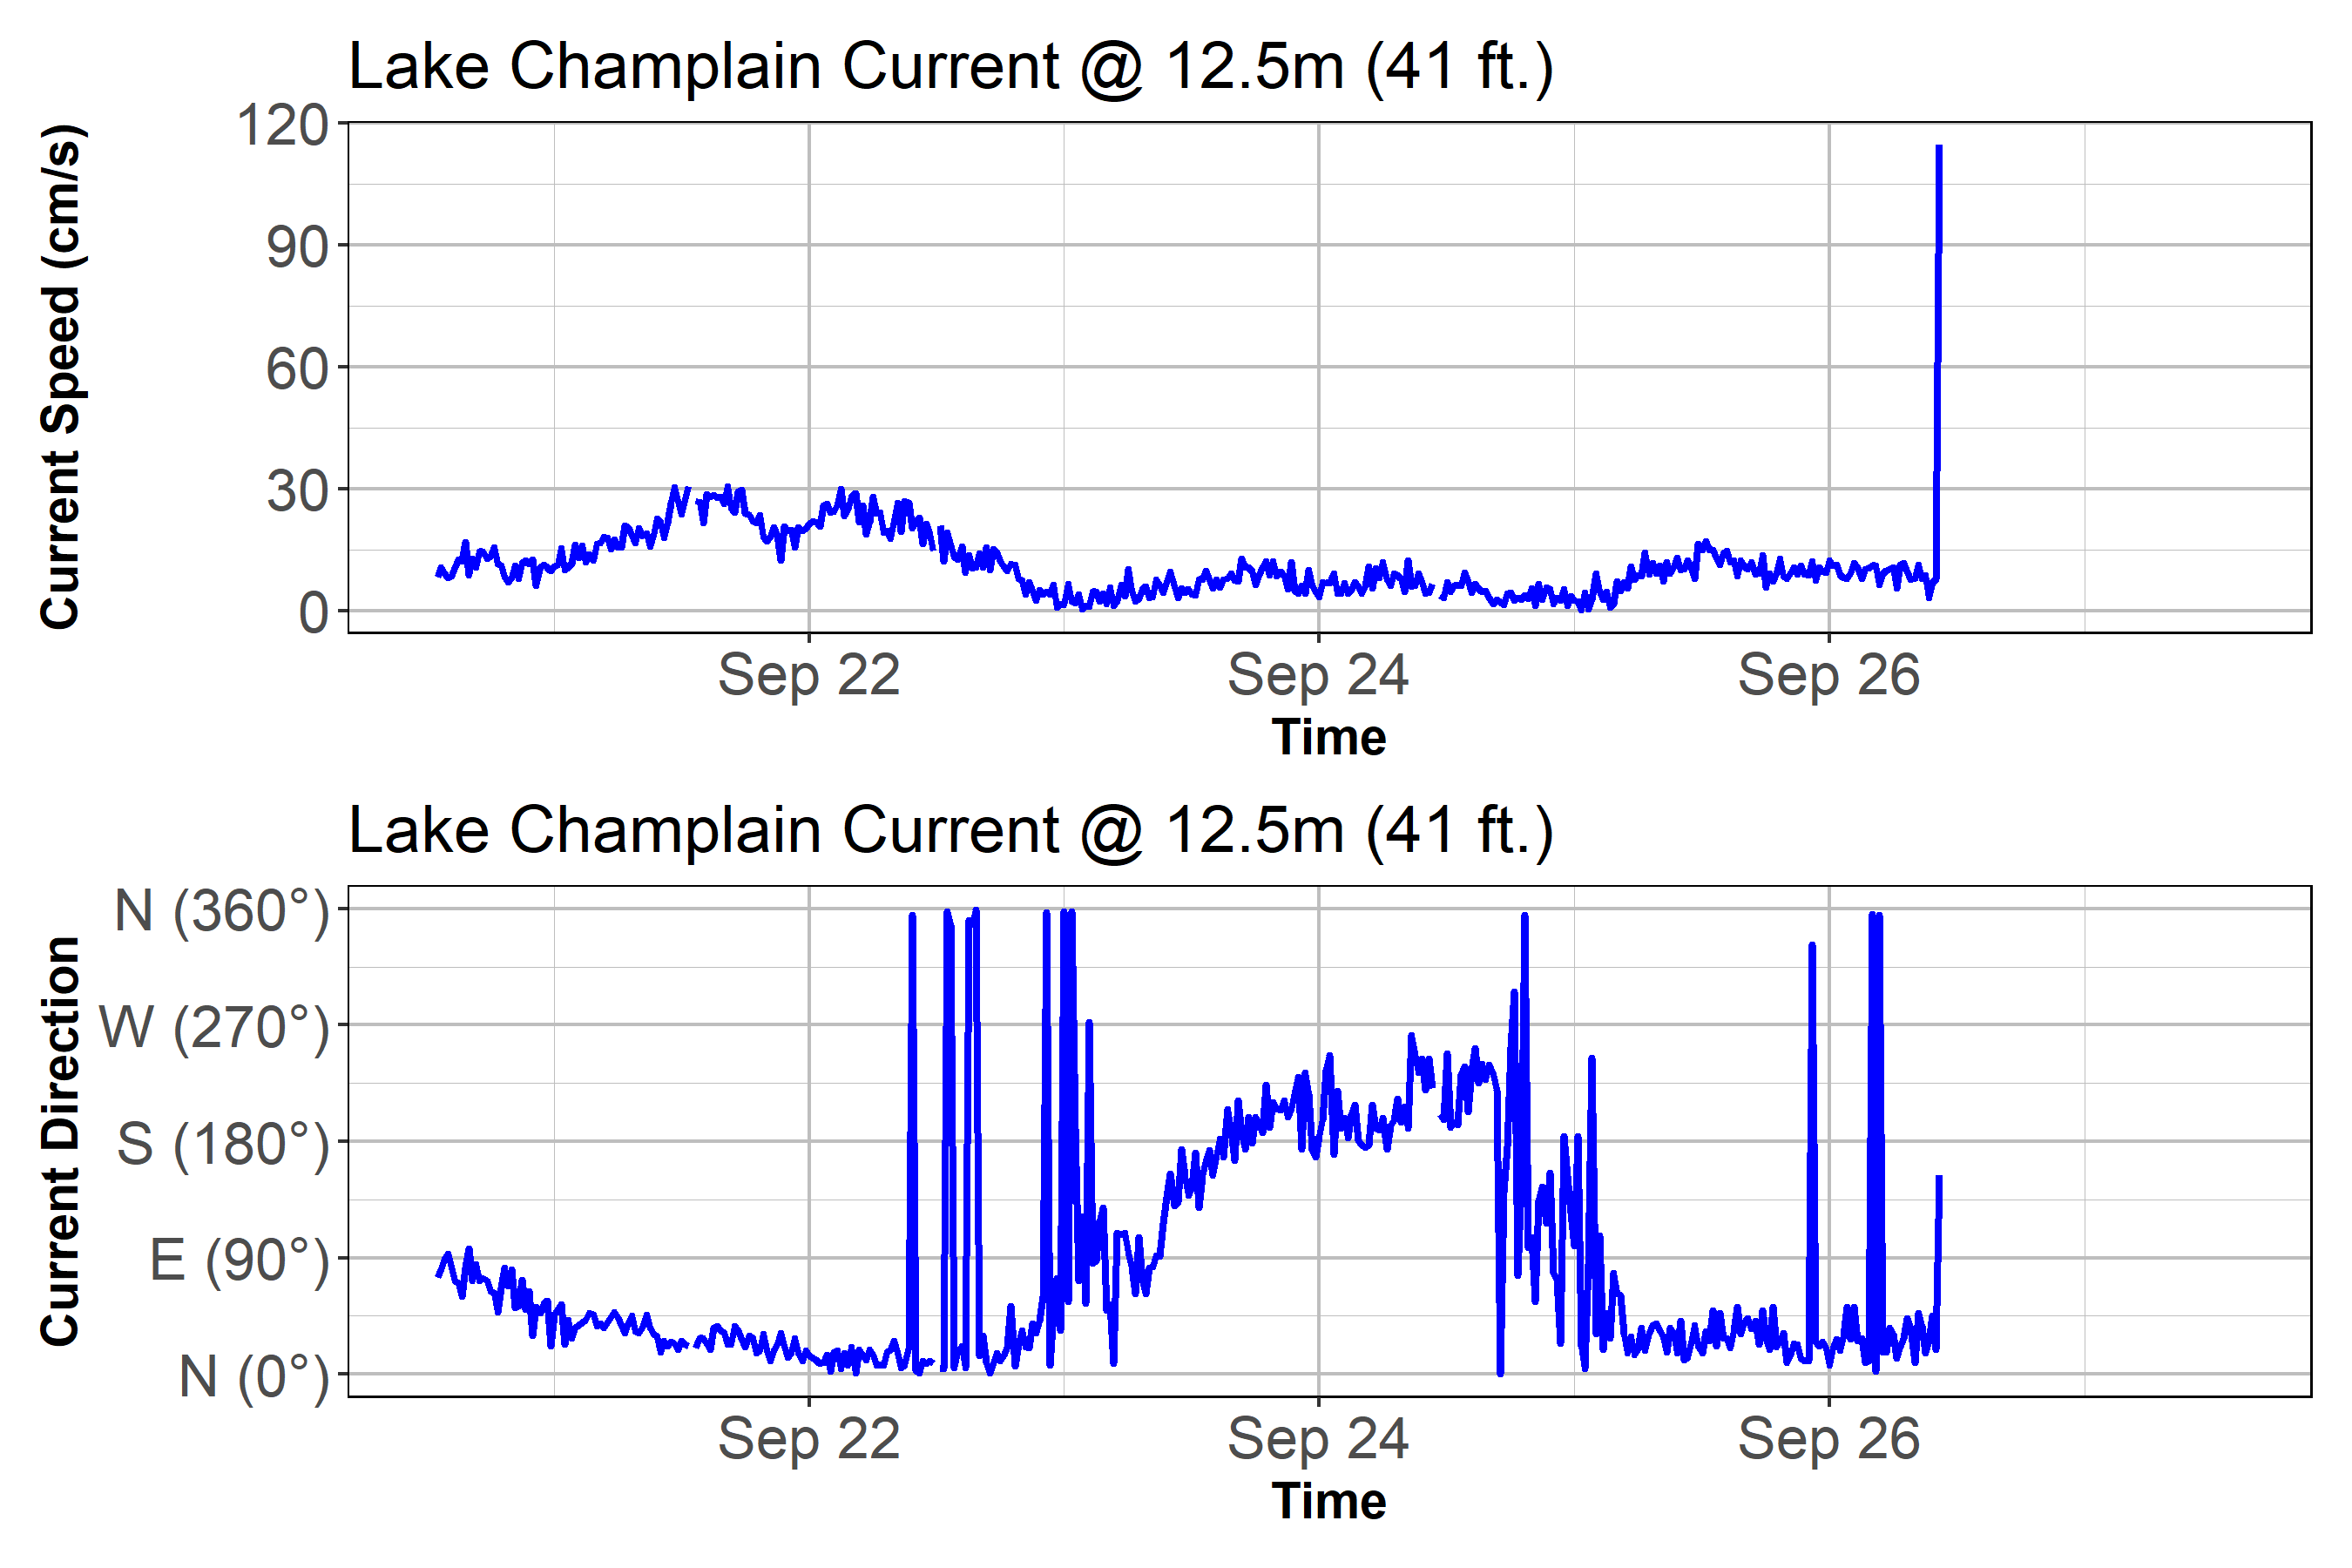 Lake Champlain Current @ 12.5m (41 ft.)
Current Speed (cm/s)
120
90
60
30
0
Sep 22
Sep 24
Sep 26
Time
Lake Champlain Current @ 12.5m (41 ft.)
Current Direction
N (360°)
W (270°)
S (180°)
E (90°)
N (0°)
Sep 22
Sep 24
Sep 26
Time